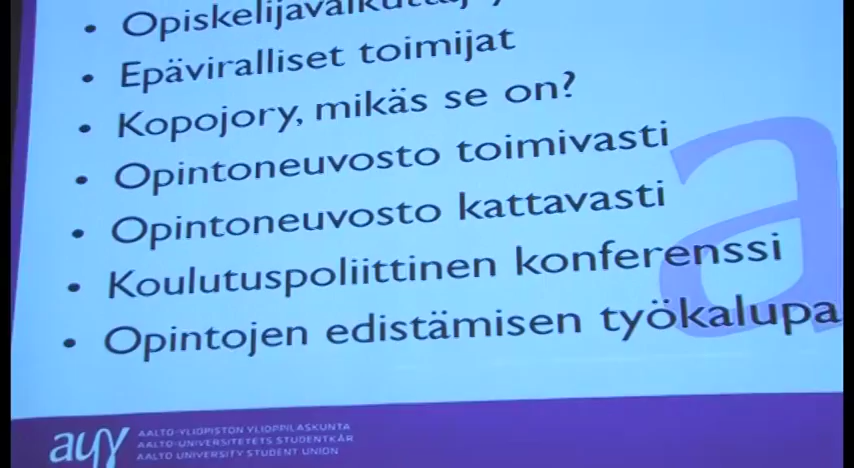 • Epäviralliset toimijat
• Kopojory, mikäs se on?
• Opintoneuvosto toimivasti
• Opintoneuvosto kattavasti
• Koulutuspoliittinen konferenssi
• Opintojen edistämisen
ayy
AALTO-YLIOPISTON YLIOPPILASKUNTA
AALTO-UNIVERSITETETS STUDENTKÅR
AALTO UNIVERSITY STUDENT UNION